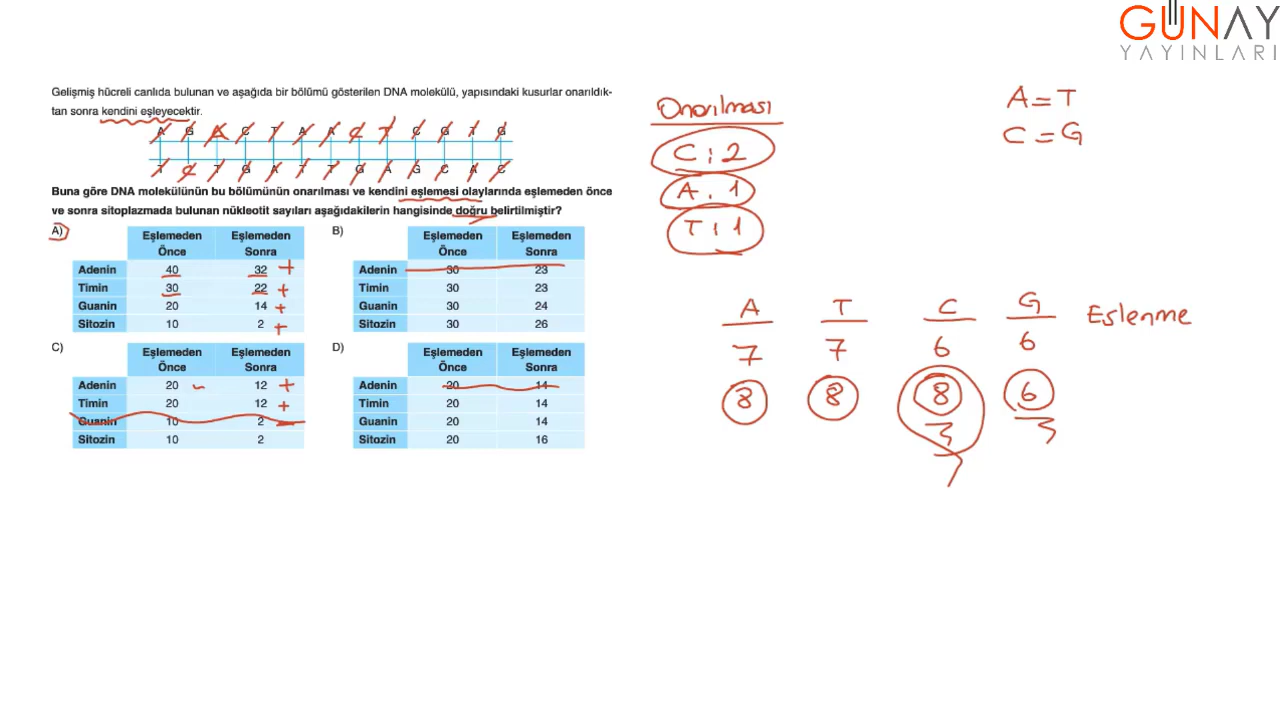 GÜNAY
YAYINLARI
Gelişmiş hücreli canlıda bulunan ve aşağıda bir bölümü gösterilen DNA molekülü, yapısındaki kusurlar onarıldık-
tan sonra kendini eşleyecektir.
A G A C T A A C T C G T G
T C T G A T T G A G C A C
Buna göre DNA molekülünün bu bölümünün onarılması ve kendini eşlemesi olaylarında eşlemeden önce
ve sonra sitoplazmada bulunan nükleotit sayıları aşağıdakilerin hangisinde doğru belirtilmiştir?
A)
Eşlemeden Önce Eşlemeden Sonra
Adenin 40 32 +
Timin 30 22 +
Guanin 20 14 +
Sitozin 10 2 +
B)
Eşlemeden Önce Eşlemeden Sonra
Adenin 30 23
Timin 30 23
Guanin 30 24
Sitozin 30 26
C)
Eşlemeden Önce Eşlemeden Sonra
Adenin 20 12 +
Timin 20 12 +
Guanin 10 2
Sitozin 10 2
D)
Eşlemeden Önce Eşlemeden Sonra
Adenin 20 14
Timin 20 14
Guanin 20 14
Sitozin 20 16
Onarılması
C : 2
A . 1
T : 1
A = T
C = G
A T C G Eşlenme
7 7 6 6
8 8 8 6